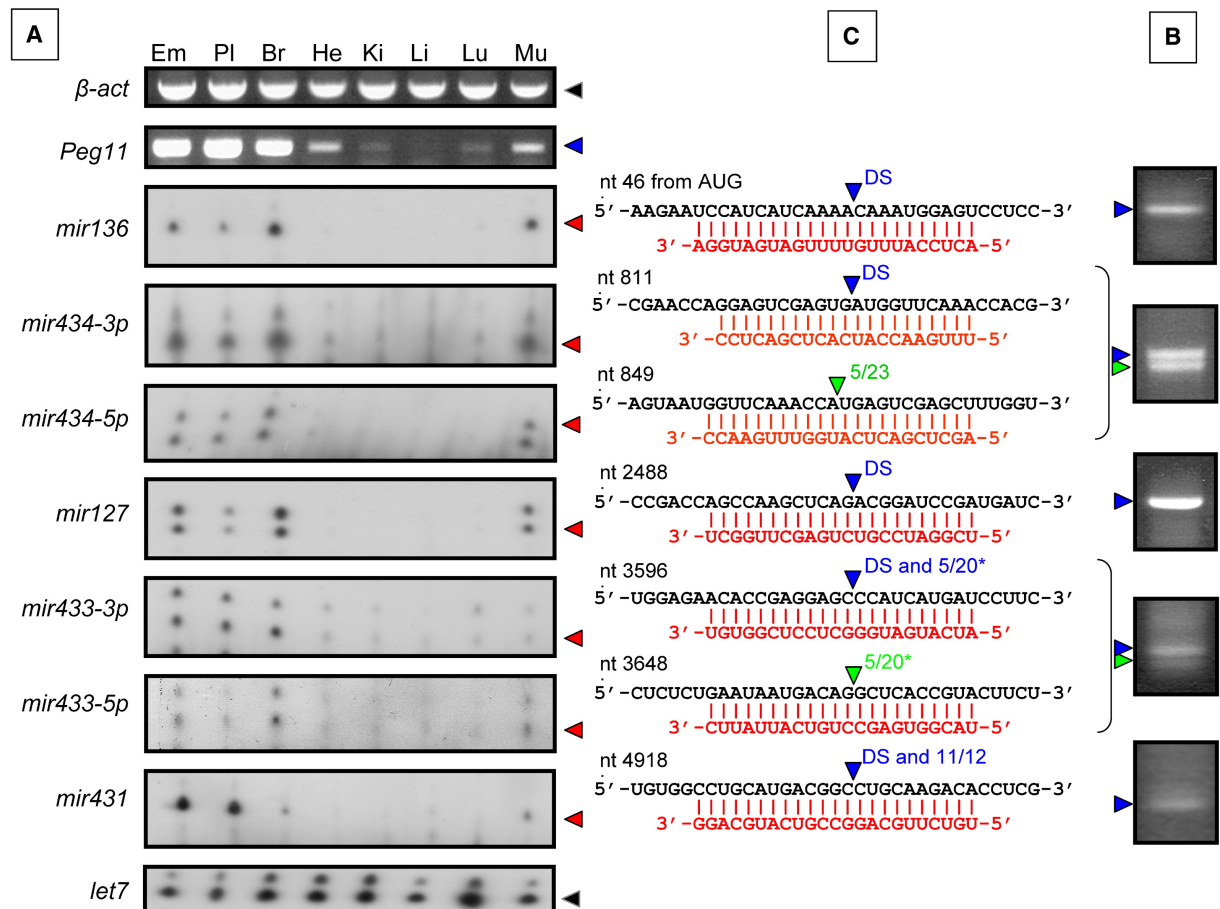 A
C
B
Em Pl Br He Ki Li Lu Mu
β-act
Peg11
mir136
mir434-3p
mir434-5p
mir127
mir433-3p
mir433-5p
mir431
let7
nt 46 from AUG
DS
5′-AAGAAUCCAUCAUCAAAACAAAUGGAGUCCUCC-3′
3′-AGGUAGUAGUUUUGUUUACCUCA-5′
nt 811
DS
5′-CGAACCAGGAGUCGAGUGAUGGUUCAAACCACG-3′
3′-CCUCAGCUCACUACCAAGUUU-5′
nt 849
5/23
5′-AGUAAUGGUUCAAACCAUGAGUCGAGCUUUGGU-3′
3′-CCAAGUUUGGUACUCAGCUCGA-5′
nt 2488
DS
5′-CCGACCAGCCAAGCUCAGACGGAUCCGAUGAUC-3′
3′-UCGGUUCGAGUCUGCCUAGGCU-5′
nt 3596
DS and 5/20*
5′-UGGAGAACACCGAGGAGCCCAUCAUGAUCCUUC-3′
3′-UGUGGCUCCUCGGGUAGUACUA-5′
nt 3648
5/20*
5′-CUCUCUGAAUAAUGACAGGCUCACCGUACUUCU-3′
3′-CUUAUUACUGUCCGAGUGGCAU-5′
nt 4918
DS and 11/12
5′-UGUGGCCUGCAUGACGGCCUGCAAGACACCUCG-3′
3′-GGACGUACUGCCGGACGUUCUGU-5′